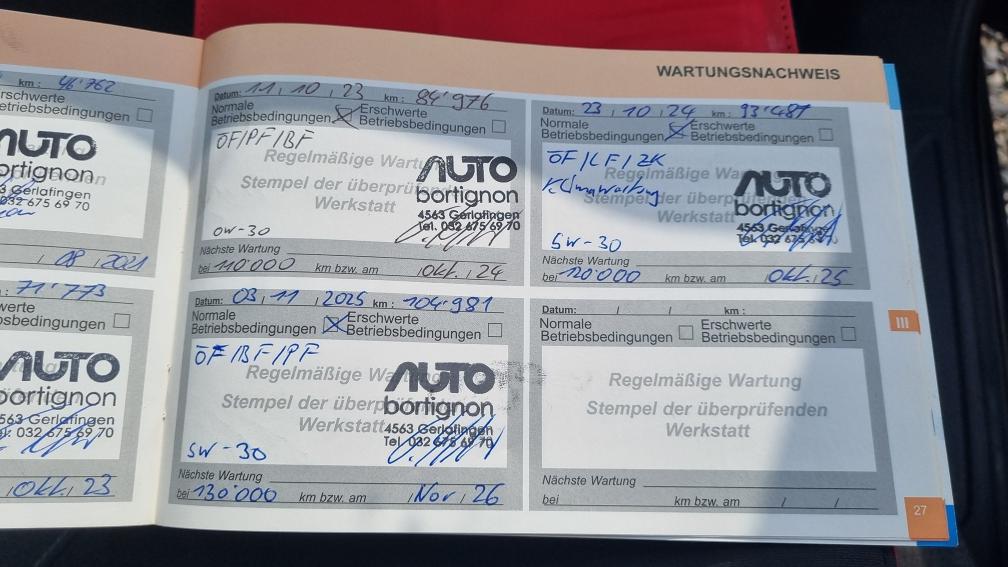 WARTUNGSNACHWEIS
km: 46'762
Erschwerte
Betriebsbedingungen
AUTO
bortignon
4563 Gerlafingen
032 675 69 70
/ 08 / 2021
: 71'773
Erschwerte
Betriebsbedingungen
AUTO
bortignon
4563 Gerlafingen
Tel. 032 675 69 70
/Okt./ 23
Datum: 11 / 10 / 23 km: 84'976
Normale Betriebsbedingungen
Erschwerte Betriebsbedingungen
ÖF/PF/BF
Regelmäßige Wartung
Stempel der überprüfenden
Werkstatt
AUTO
bortignon
4563 Gerlafingen
Tel. 032 675 69 70
0W-30
Nächste Wartung
bei 110'000 km bzw. am /Okt./ 24
Datum: 23 / 10 / 24 km: 93'487
Normale Betriebsbedingungen
Erschwerte Betriebsbedingungen
ÖF/LF/ZK
Klimawartung
Regelmäßige Wartung
Stempel der überprüfenden
Werkstatt
AUTO
bortignon
4563 Gerlafingen
Tel. 032 675 69 70
5W-30
Nächste Wartung
bei 120'000 km bzw. am /Okt./ 25
Datum: 03 / 11 / 2025 km: 104'981
Normale Betriebsbedingungen
Erschwerte Betriebsbedingungen
ÖF/BF/PF
Regelmäßige Wartung
Stempel der überprüfenden
Werkstatt
AUTO
bortignon
4563 Gerlafingen
Tel. 032 675 69 70
5W-30
Nächste Wartung
bei 130'000 km bzw. am /Nov/ 26
Datum: / / km:
Normale Betriebsbedingungen
Erschwerte Betriebsbedingungen
Regelmäßige Wartung
Stempel der überprüfenden
Werkstatt
Nächste Wartung
bei km bzw. am / /
III
27